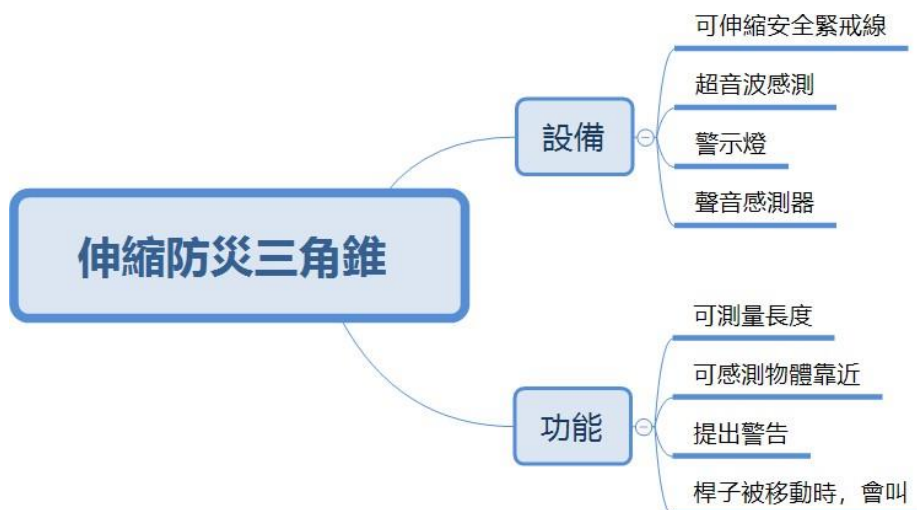 可伸縮安全緊戒線
超音波感測
設備
警示燈
聲音感測器
伸縮防災三角錐
可測量長度
可感測物體靠近
功能
提出警告
桿子被移動時，會叫